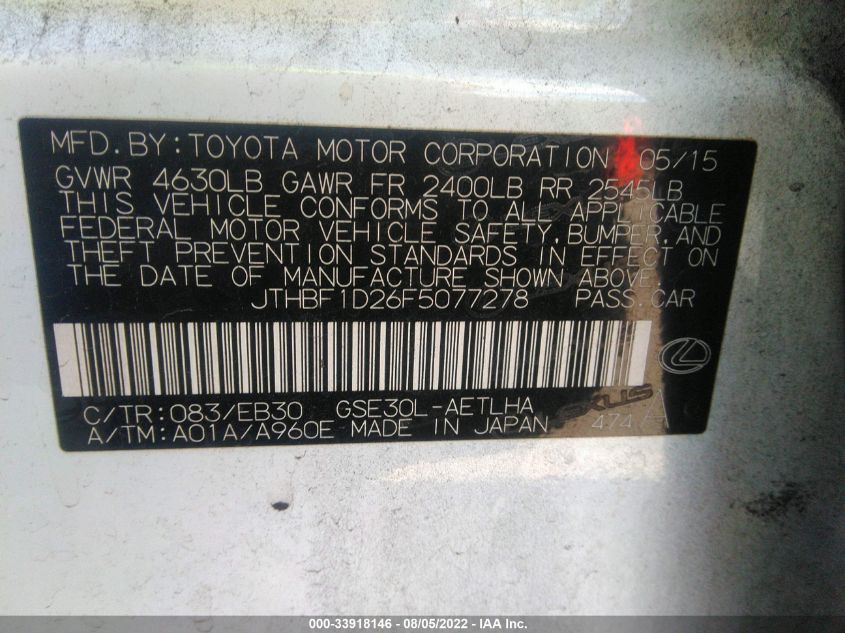 MFD.BY:TOYOTA MOTOR CORPORATION 05/15
GVWR 4630LB GAWR FR 2400LB RR 2545LB
THIS VEHICLE CONFORMS TO ALL APPLICABLE
FEDERAL MOTOR VEHICLE SAFETY,BUMPER,AND
THEFT PREVENTION STANDARDS IN EFFECT ON
THE DATE OF MANUFACTURE SHOWN ABOVE.
JTHBF1D26F5077278 PASS.CAR
C/TR:083/EB30 GSE30L-AETLHA
A/TM:A01A/A960E MADE IN JAPAN 474 A
LEXUS
000-33918146 - 08/05/2022 - IAA Inc.